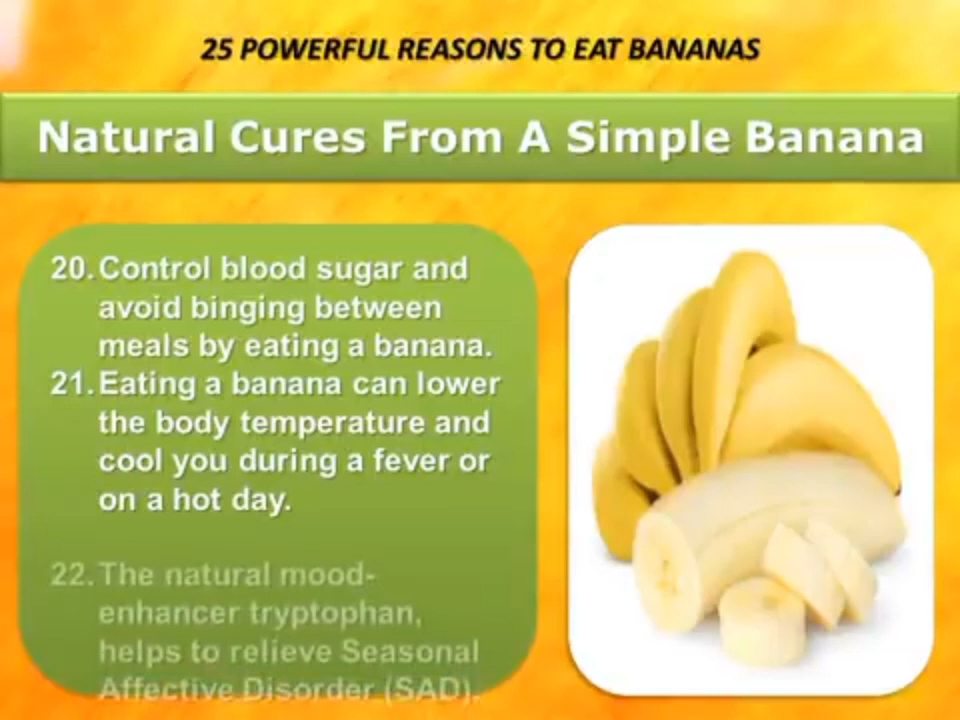 25 POWERFUL REASONS TO EAT BANANAS
Natural Cures From A Simple Banana
20. Control blood sugar and
avoid binging between
meals by eating a banana.
21. Eating a banana can lower
the body temperature and
cool you during a fever or
on a hot day.
22. The natural mood-
enhancer tryptophan,
helps to relieve Seasonal
Affective Disorder (SAD).